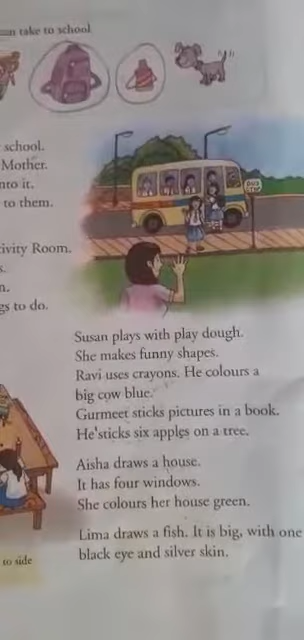 can take to school
school.
Mother.
nto it.
to them.
BUS STOP
ivity Room.
s.
n.
gs to do.
Susan plays with play dough.
She makes funny shapes.
Ravi uses crayons. He colours a
big cow blue.
Gurmeet sticks pictures in a book.
He sticks six apples on a tree.
Aisha draws a house.
It has four windows.
She colours her house green.
Lima draws a fish. It is big, with one
black eye and silver skin.
to side